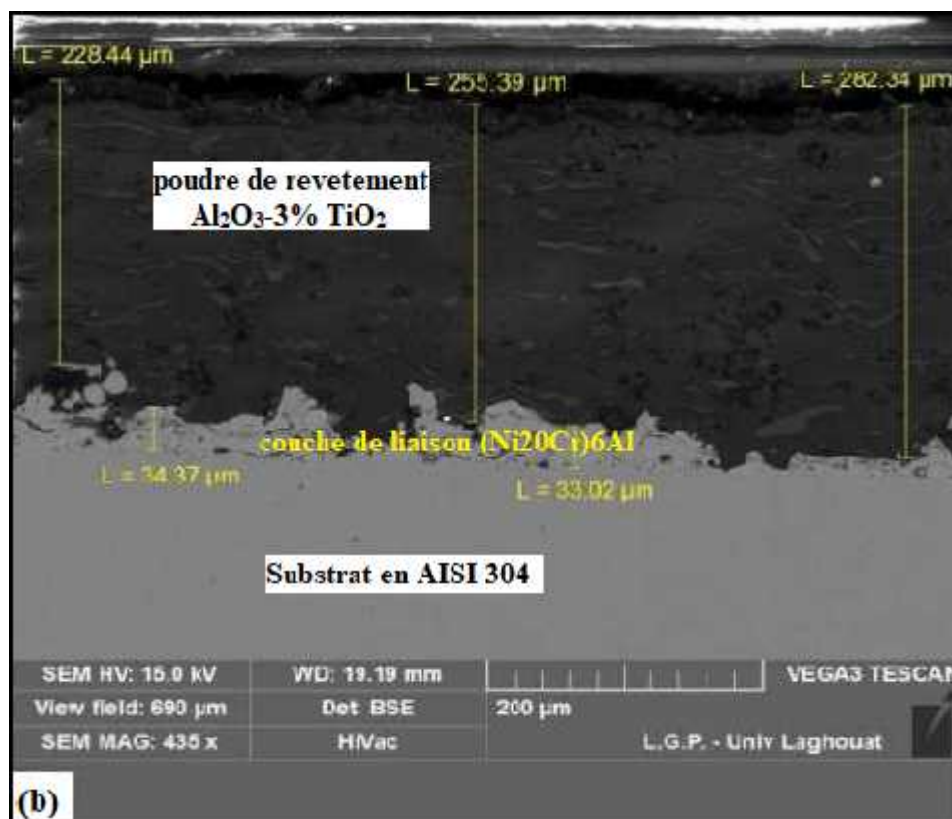 L = 228.44 µm
L = 255.39 µm
L = 282.34 µm
poudre de revetement
Al₂O₃-3% TiO₂
couche de liaison (Ni20Cr)6Al
L = 34.37 µm
L = 33.02 µm
Substrat en AISI 304
SEM HV: 15.0 kV
WD: 19.19 mm
VEGA3 TESCAN
View field: 690 µm
Det: BSE
200 µm
SEM MAG: 435 x
HiVac
L.G.P. - Univ Laghouat
(b)